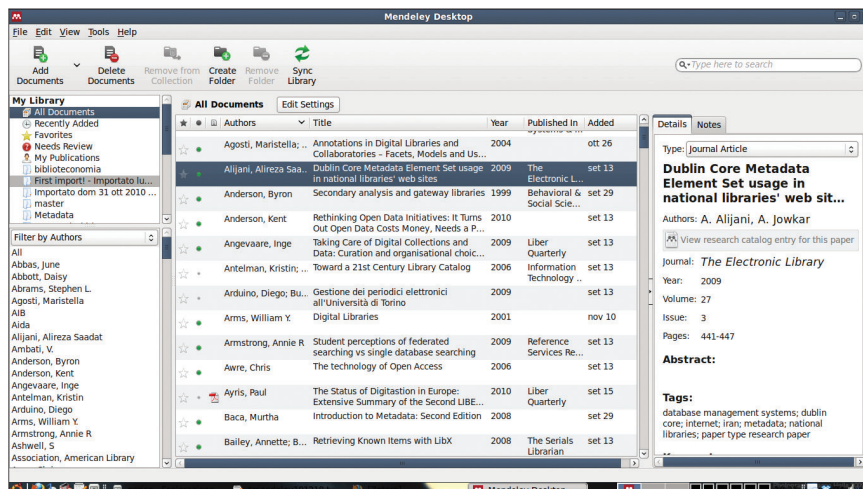 Mendeley Desktop
File Edit View Tools Help
Add Documents
Delete Documents
Remove from Collection
Create Folder
Remove Folder
Sync Library
Type here to search
My Library
All Documents
Recently Added
Favorites
Needs Review
My Publications
biblioteconomia
First import! - Importato lu...
Importato dom 31 ott 2010 ...
master
Metadata
Filter by Authors
All
Abbas, June
Abbott, Daisy
Abrams, Stephen L.
Agosti, Maristella
AIB
Aida
Alijani, Alireza Saadat
Ambati, V.
Anderson, Byron
Anderson, Kent
Angevaare, Inge
Antelman, Kristin
Arduino, Diego
Arms, William Y.
Armstrong, Annie R
Ashwell, S
Association, American Library
All Documents Edit Settings
Authors Title Year Published In Added
Agosti, Maristella; .. Annotations in Digital Libraries and 2004 ott 26
Collaboratories – Facets, Models and Us...
Alijani, Alireza Saa.. Dublin Core Metadata Element Set usage 2009 The set 13
in national libraries' web sites Electronic L...
Anderson, Byron Secondary analysis and gateway libraries 1999 Behavioral & set 29
Social Scie...
Anderson, Kent Rethinking Open Data Initiatives: It Turns 2010 set 13
Out Open Data Costs Money, Needs a P...
Angevaare, Inge Taking Care of Digital Collections and 2009 Liber set 13
Data: Curation and organisational choic... Quarterly
Antelman, Kristin; ... Toward a 21st Century Library Catalog 2006 Information set 13
Technology ..
Arduino, Diego; Bu... Gestione dei periodici elettronici 2009 set 13
all'Università di Torino
Arms, William Y. Digital Libraries 2001 nov 10
Armstrong, Annie R Student perceptions of federated 2009 Reference set 13
searching vs single database searching Services Re...
Awre, Chris The technology of Open Access 2006 set 13
Ayris, Paul The Status of Digitastion in Europe: 2010 Liber set 15
Extensive Summary of the Second LIBE... Quarterly
Baca, Murtha Introduction to Metadata: Second Edition 2008 set 29
Bailey, Annette; B... Retrieving Known Items with LibX 2008 The Serials set 13
Librarian
Details Notes
Type: Journal Article
Dublin Core Metadata
Element Set usage in
national libraries' web sit...
Authors: A. Alijani, A. Jowkar
View research catalog entry for this paper
Journal: The Electronic Library
Year: 2009
Volume: 27
Issue: 3
Pages: 441-447
Abstract:
Tags:
database management systems; dublin
core; internet; iran; metadata; national
libraries; paper type research paper
Mendeley Desktop